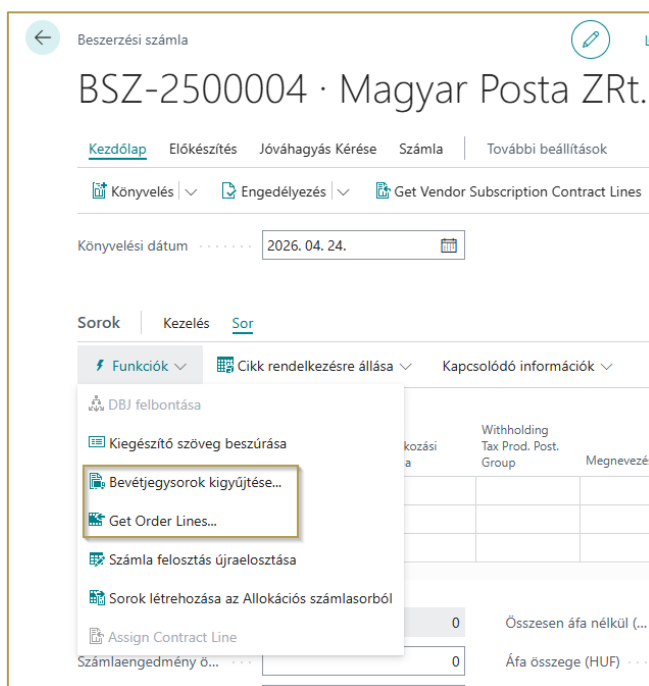 Beszerzési számla
BSZ-2500004 · Magyar Posta ZRt.
Kezdőlap Előkészítés Jóváhagyás Kérése Számla További beállítások
Könyvelés Engedélyezés Get Vendor Subscription Contract Lines
Könyvelési dátum 2026. 04. 24.
Sorok Kezelés Sor
Funkciók Cikk rendelkezésre állása Kapcsolódó információk
DBJ felbontása
Kiegészítő szöveg beszúrása
Withholding
Tax Prod. Post.
Group
Bevétjegysorok kigyűjtése...
Get Order Lines...
Számla felosztás újraelosztása
Sorok létrehozása az Allokációs számlasorból
0 Összesen áfa nélkül (...
Assign Contract Line
Számlaengedmény ö... 0 Áfa összege (HUF)